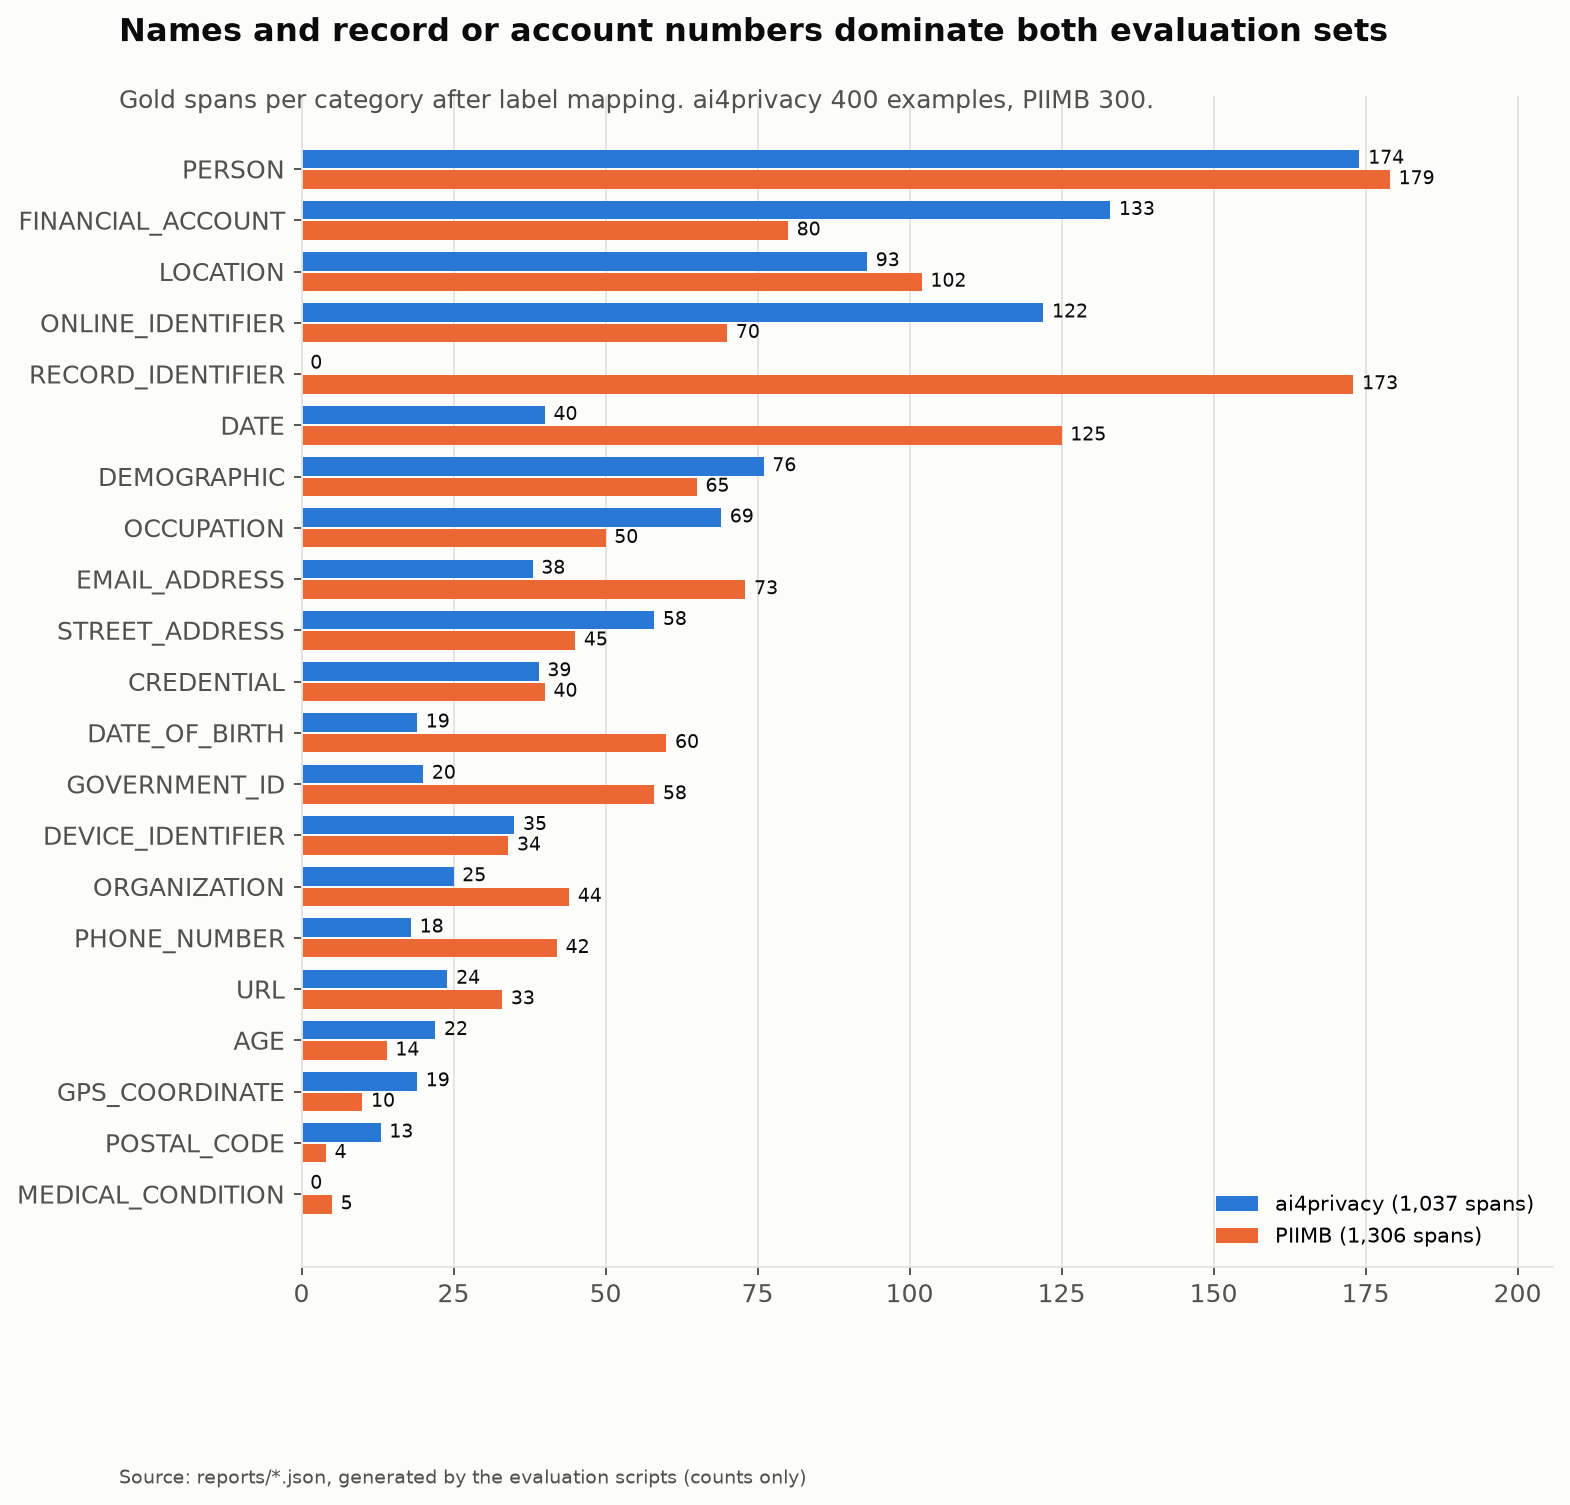 Names and record or account numbers dominate both evaluation sets
Gold spans per category after label mapping. ai4privacy 400 examples, PIIMB 300.
PERSON 174
179
FINANCIAL_ACCOUNT 133
80
LOCATION 93
102
ONLINE_IDENTIFIER 122
70
RECORD_IDENTIFIER 0
173
DATE 40
125
DEMOGRAPHIC 76
65
OCCUPATION 69
50
EMAIL_ADDRESS 38
73
STREET_ADDRESS 58
45
CREDENTIAL 39
40
DATE_OF_BIRTH 19
60
GOVERNMENT_ID 20
58
DEVICE_IDENTIFIER 35
34
ORGANIZATION 25
44
PHONE_NUMBER 18
42
URL 24
33
AGE 22
14
GPS_COORDINATE 19
10
POSTAL_CODE 13
4
MEDICAL_CONDITION 0
5
ai4privacy (1,037 spans)
PIIMB (1,306 spans)
0 25 50 75 100 125 150 175 200
Source: reports/*.json, generated by the evaluation scripts (counts only)